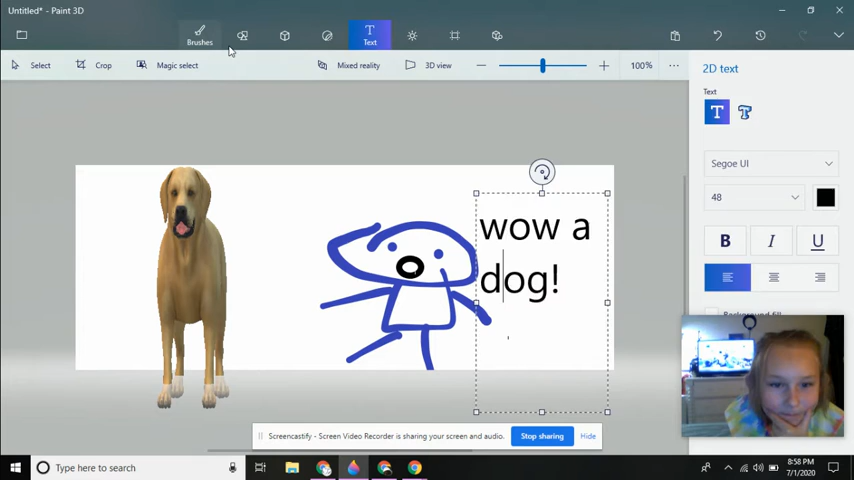 Untitled* - Paint 3D
Brushes
Text
Select
Crop
Magic select
Mixed reality
3D view
100%
2D text
Text
Segoe UI
48
B I U
wow a
dog!
Screencastify - Screen Video Recorder is sharing your screen and audio.
Stop sharing
Hide
Type here to search
8:58 PM
7/1/2020